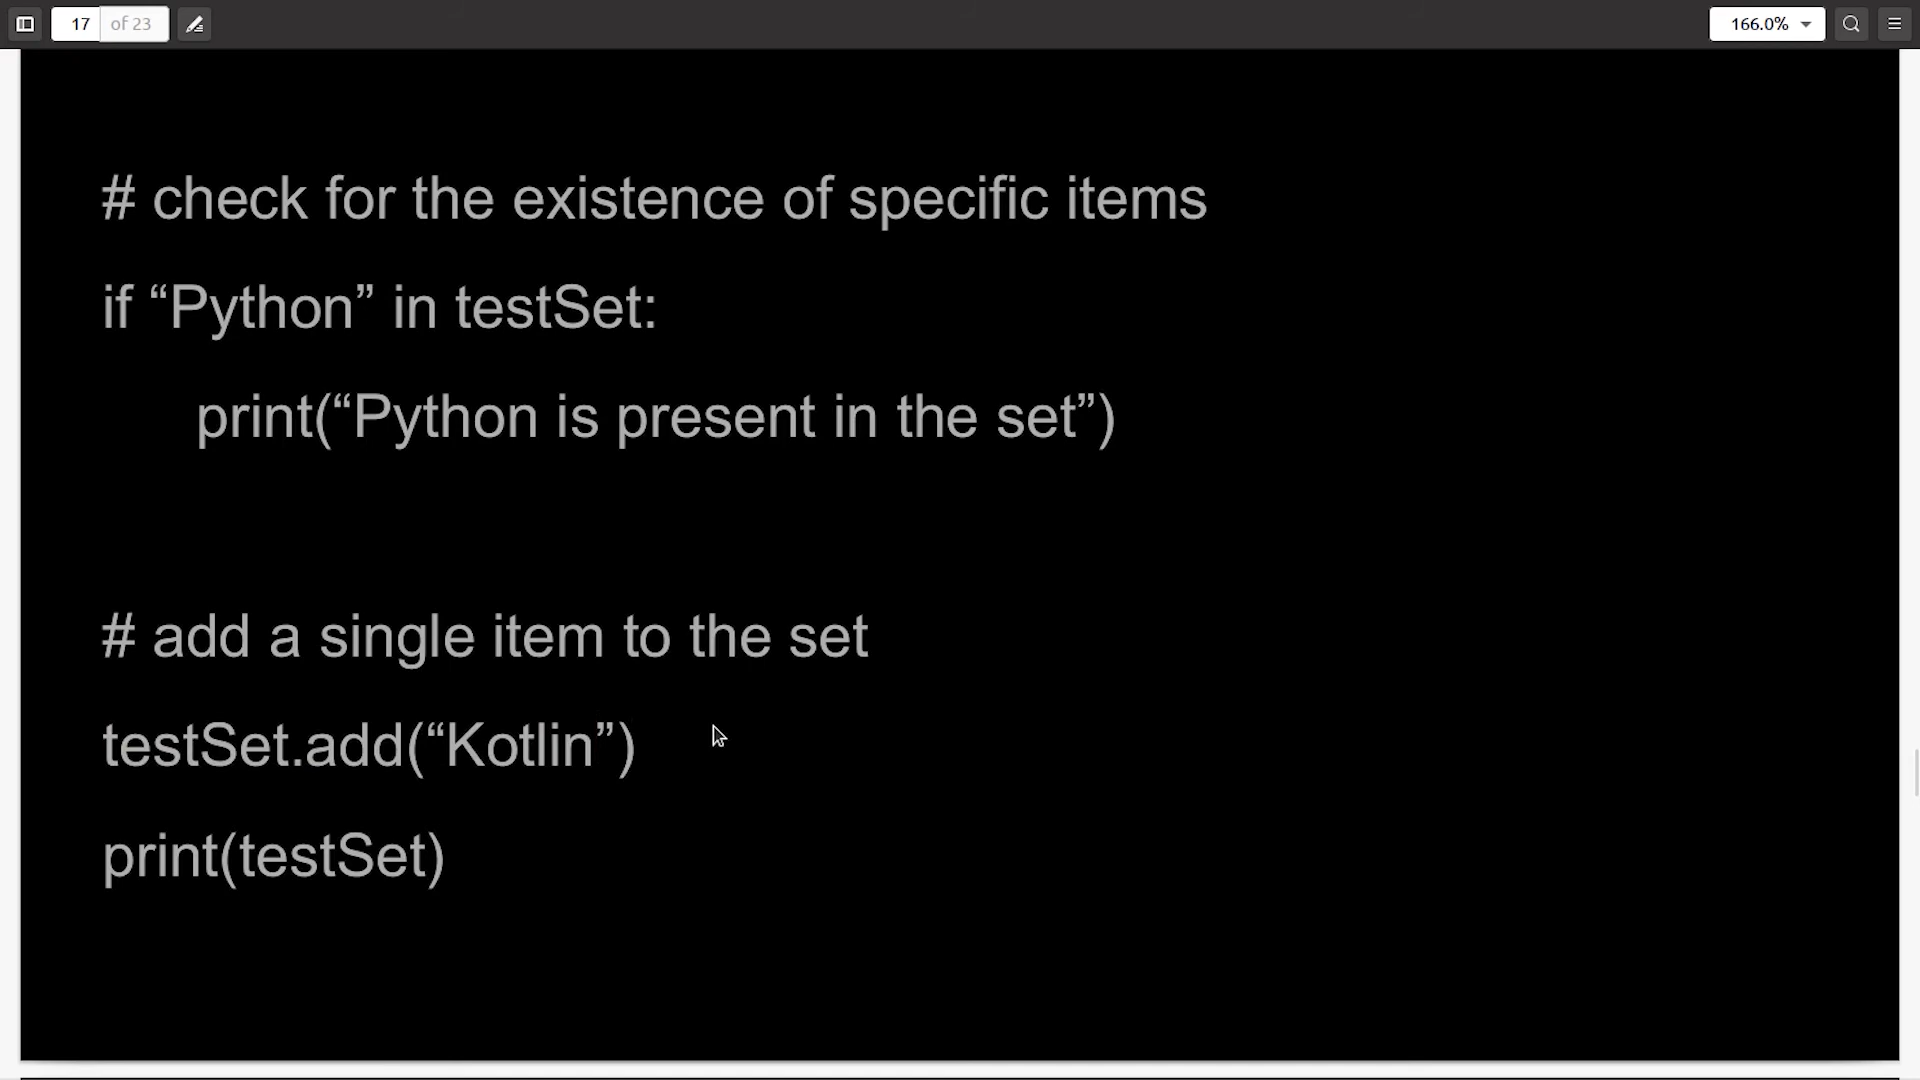 17 of 23
166.0%
# check for the existence of specific items
if “Python” in testSet:
print(“Python is present in the set”)
# add a single item to the set
testSet.add(“Kotlin”)
print(testSet)